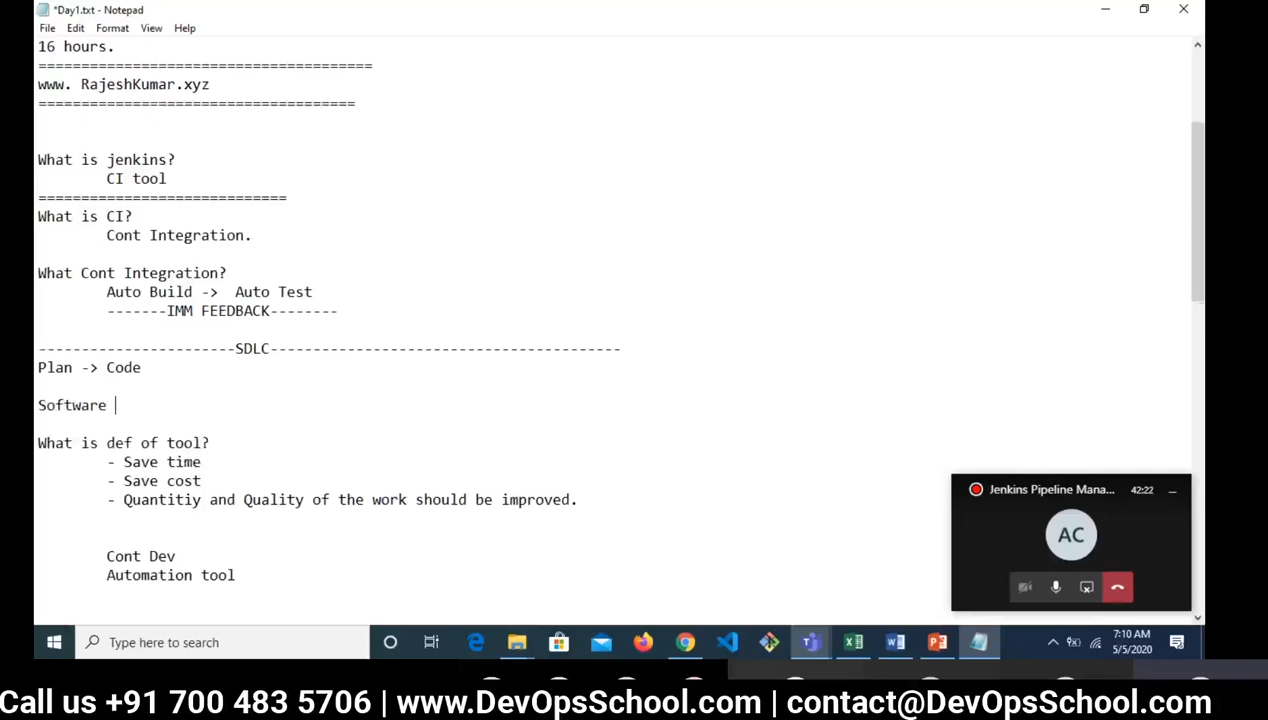 *Day1.txt - Notepad
File Edit Format View Help
16 hours.
=======================================
www. RajeshKumar.xyz
=====================================
What is jenkins?
CI tool
=============================
What is CI?
Cont Integration.
What Cont Integration?
Auto Build -> Auto Test
-------IMM FEEDBACK--------
-----------------------SDLC-----------------------------------------
Plan -> Code
Software
What is def of tool?
- Save time
- Save cost
- Quantitiy and Quality of the work should be improved.
Cont Dev
Automation tool
Jenkins Pipeline Mana... 42:22
AC
Type here to search
7:10 AM
5/5/2020
Call us +91 700 483 5706 | www.DevOpsSchool.com | contact@DevOpsSchool.com